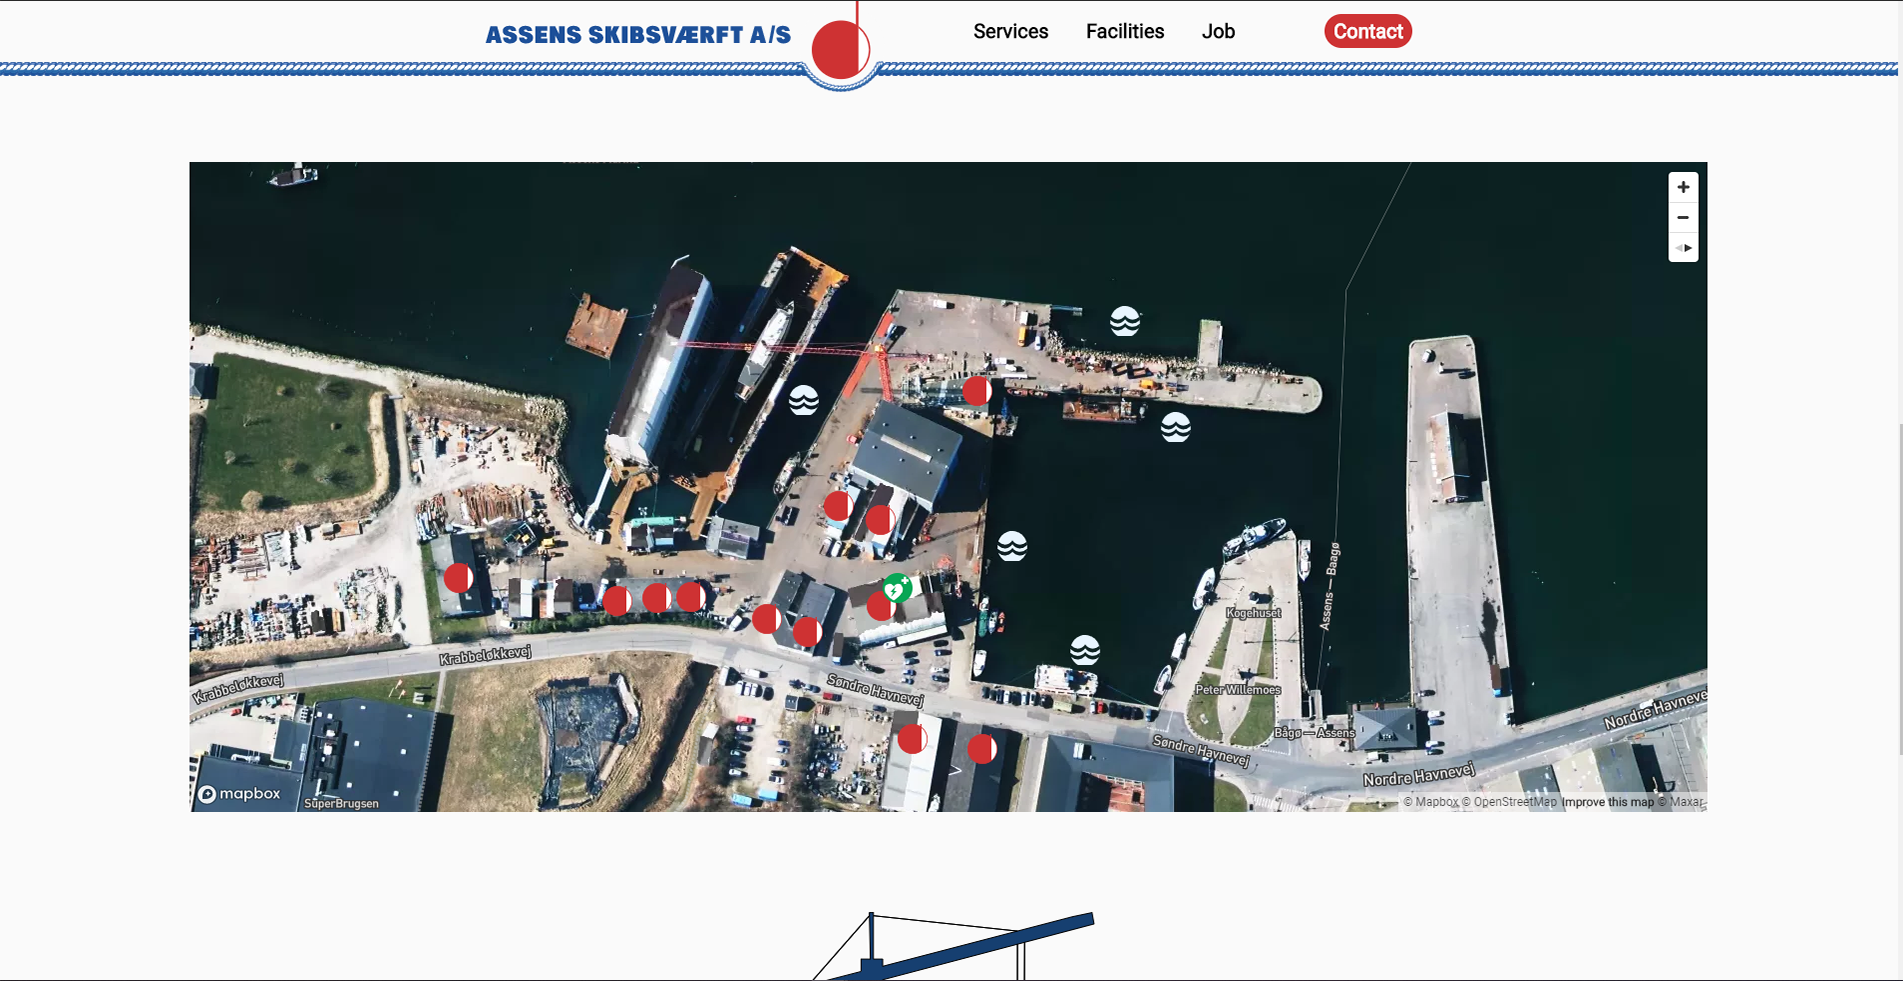 ASSENS SKIBSVÆRFT A/S
Services
Facilities
Job
Contact
Assens — Baagø
Kogehuset
Krabbeløkkevej
Krabbeløkkevej
Søndre Havnevej
Peter Willemoes
Nordre Havneve
Bågø — Assens
Søndre Havnevej
Nordre Havnevej
mapbox
SuperBrugsen
© Mapbox © OpenStreetMap Improve this map © Maxar